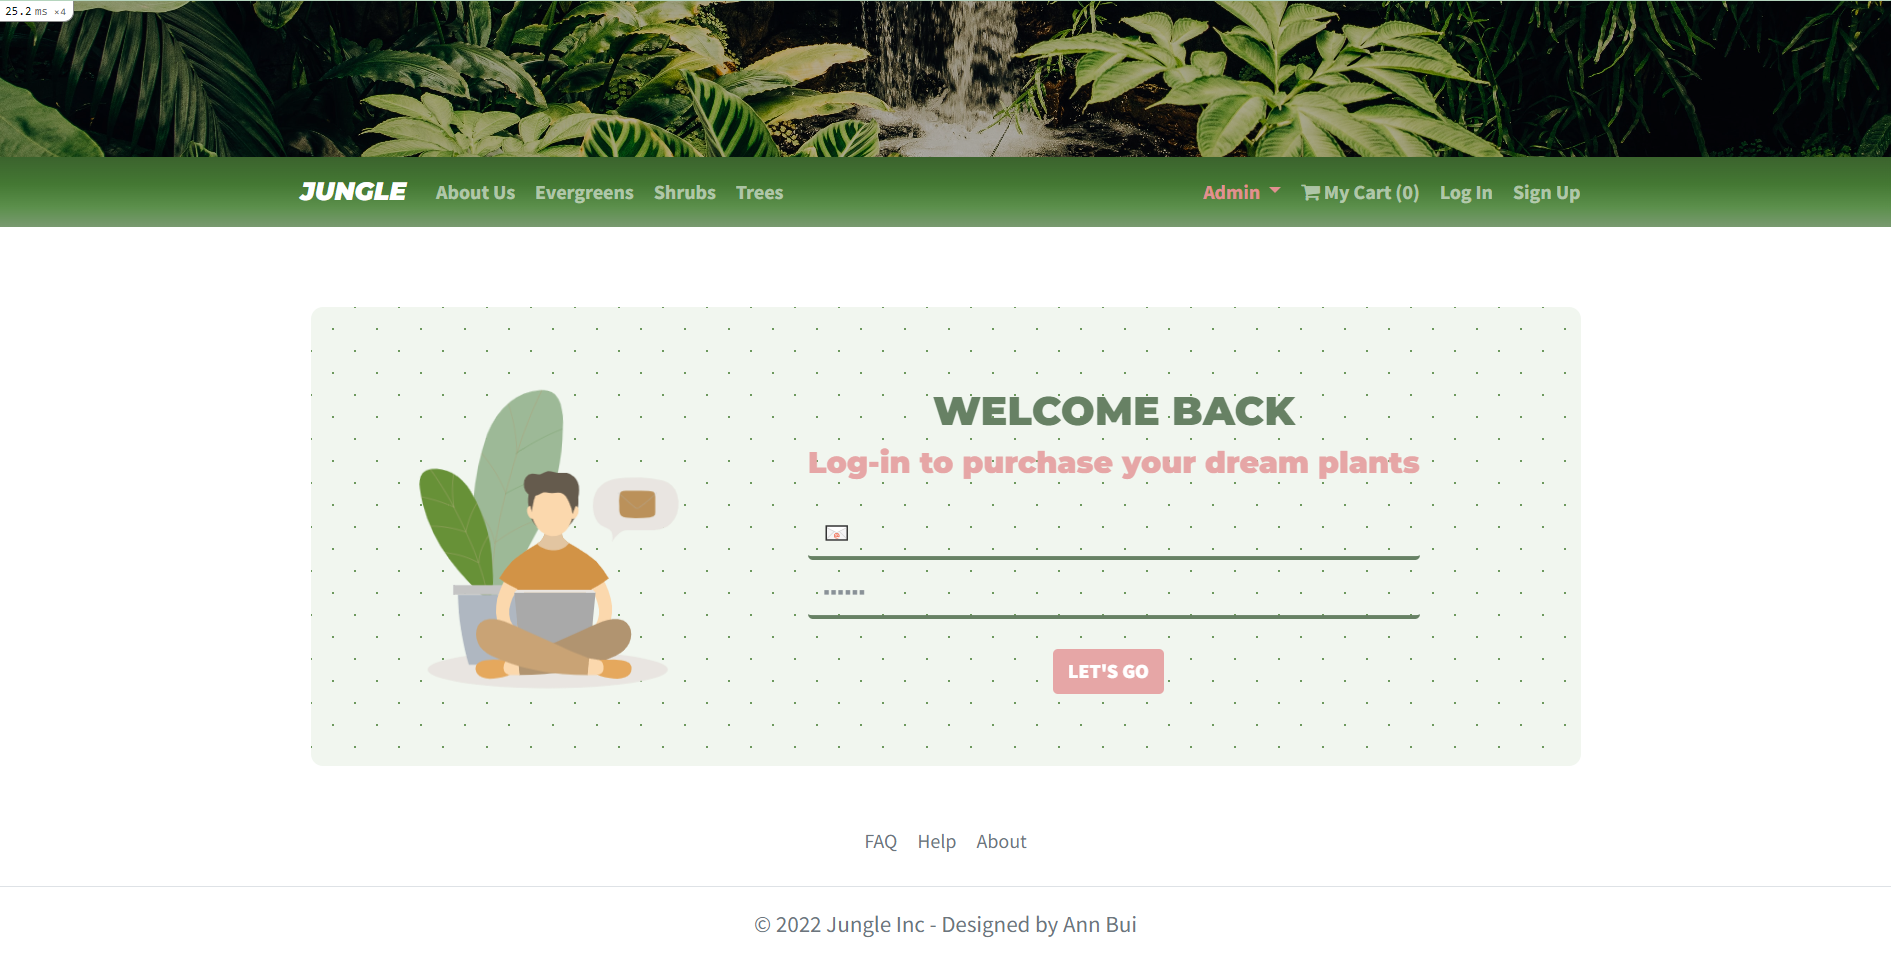 25.2 ms ×4
JUNGLE About Us Evergreens Shrubs Trees Admin My Cart (0) Log In Sign Up
WELCOME BACK
Log-in to purchase your dream plants
LET'S GO
FAQ Help About
© 2022 Jungle Inc - Designed by Ann Bui